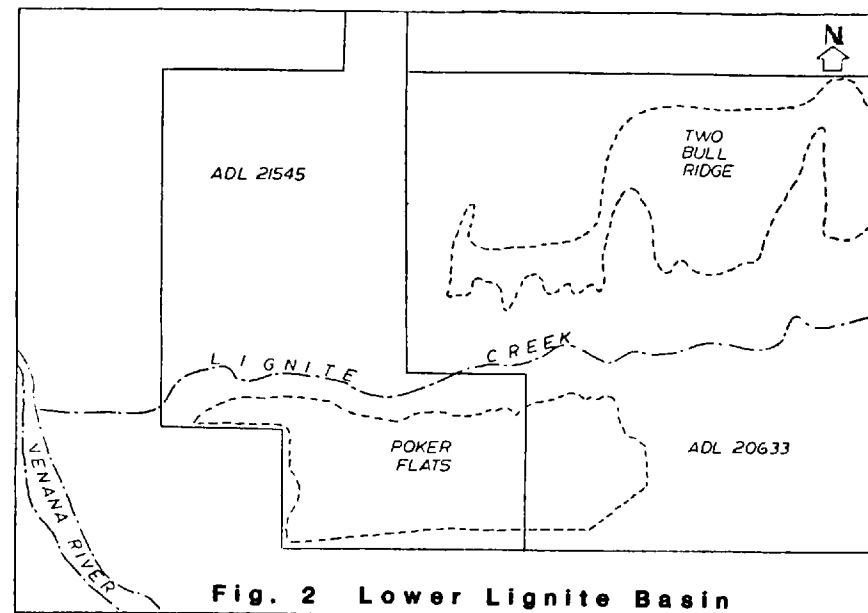 N
TWO
BULL
RIDGE
ADL 21545
LIGNITE CREEK
POKER
FLATS
ADL 20633
VENANA RIVER
Fig. 2 Lower Lignite Basin